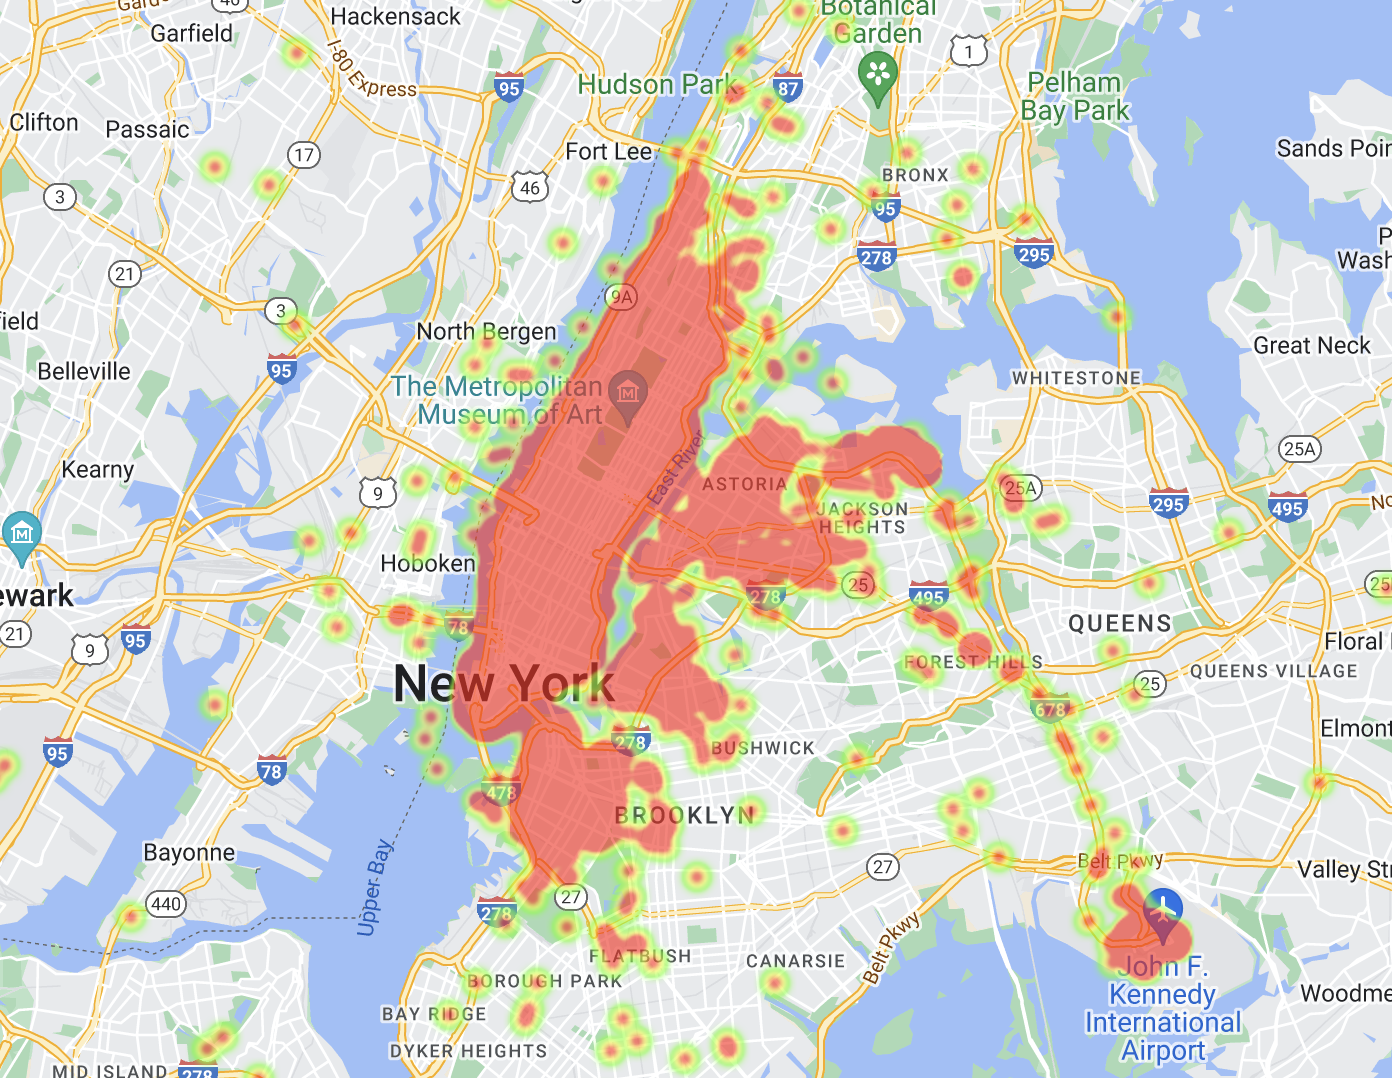 46
Hackensack
Garfield
Botanical
Garden
1
I-80 Express
95
Hudson Park
87
Pelham
Bay Park
Clifton
Passaic
17
Fort Lee
Sands Poin
BRONX
46
3
95
278
295
21
9A
3
North Bergen
Belleville
95
Great Neck
The Metropolitan
Museum of Art
WHITESTONE
East River
25A
Kearny
9
ASTORIA
25A
295
495
JACKSON
HEIGHTS
Hoboken
278
25
495
25
ewark
21
9
95
78
QUEENS
Floral
FOREST HILLS
QUEENS VILLAGE
New York
25
678
Elmont
95
78
278
BUSHWICK
478
BROOKLYN
Bayonne
Upper Bay
27
Belt Pkwy
Valley Str
440
27
278
Belt Pkwy
FLATBUSH
CANARSIE
John F.
Kennedy
International
Airport
BOROUGH PARK
Woodme
BAY RIDGE
DYKER HEIGHTS
MID ISLAND
278